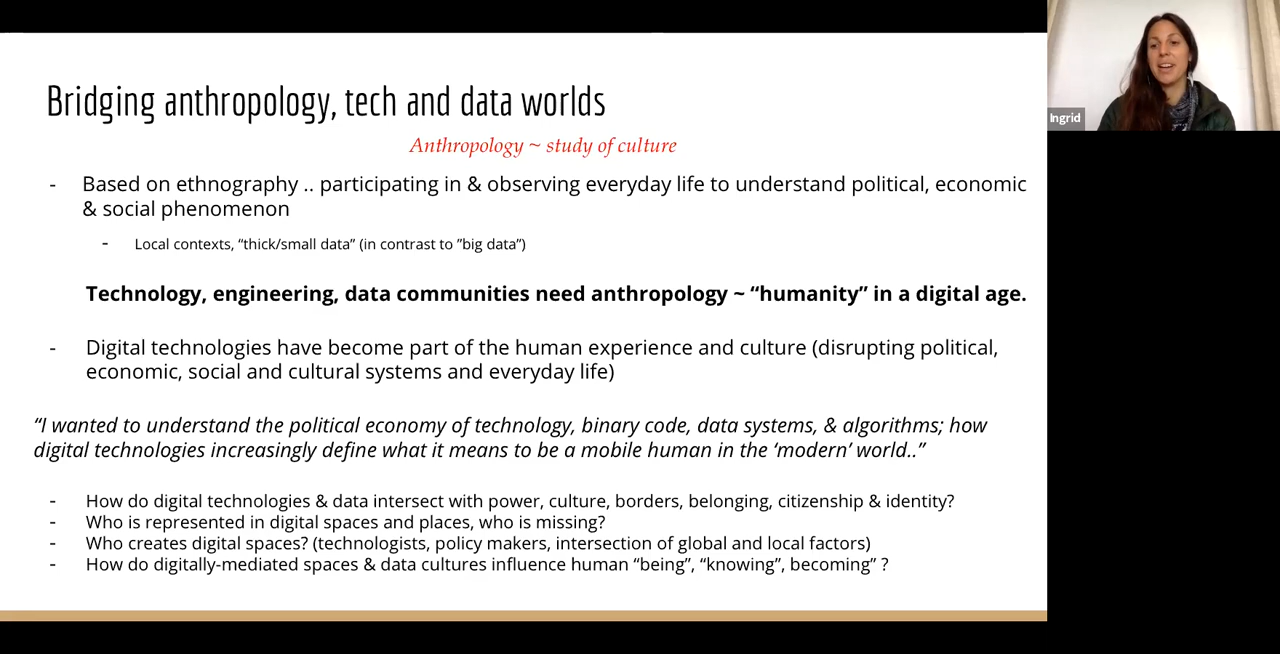 Bridging anthropology, tech and data worlds
Anthropology ~ study of culture
- Based on ethnography .. participating in & observing everyday life to understand political, economic
& social phenomenon
- Local contexts, “thick/small data” (in contrast to ”big data”)
Technology, engineering, data communities need anthropology ~ “humanity” in a digital age.
- Digital technologies have become part of the human experience and culture (disrupting political,
economic, social and cultural systems and everyday life)
“I wanted to understand the political economy of technology, binary code, data systems, & algorithms; how
digital technologies increasingly define what it means to be a mobile human in the ‘modern’ world..”
- How do digital technologies & data intersect with power, culture, borders, belonging, citizenship & identity?
- Who is represented in digital spaces and places, who is missing?
- Who creates digital spaces? (technologists, policy makers, intersection of global and local factors)
- How do digitally-mediated spaces & data cultures influence human “being”, “knowing”, becoming” ?
Ingrid